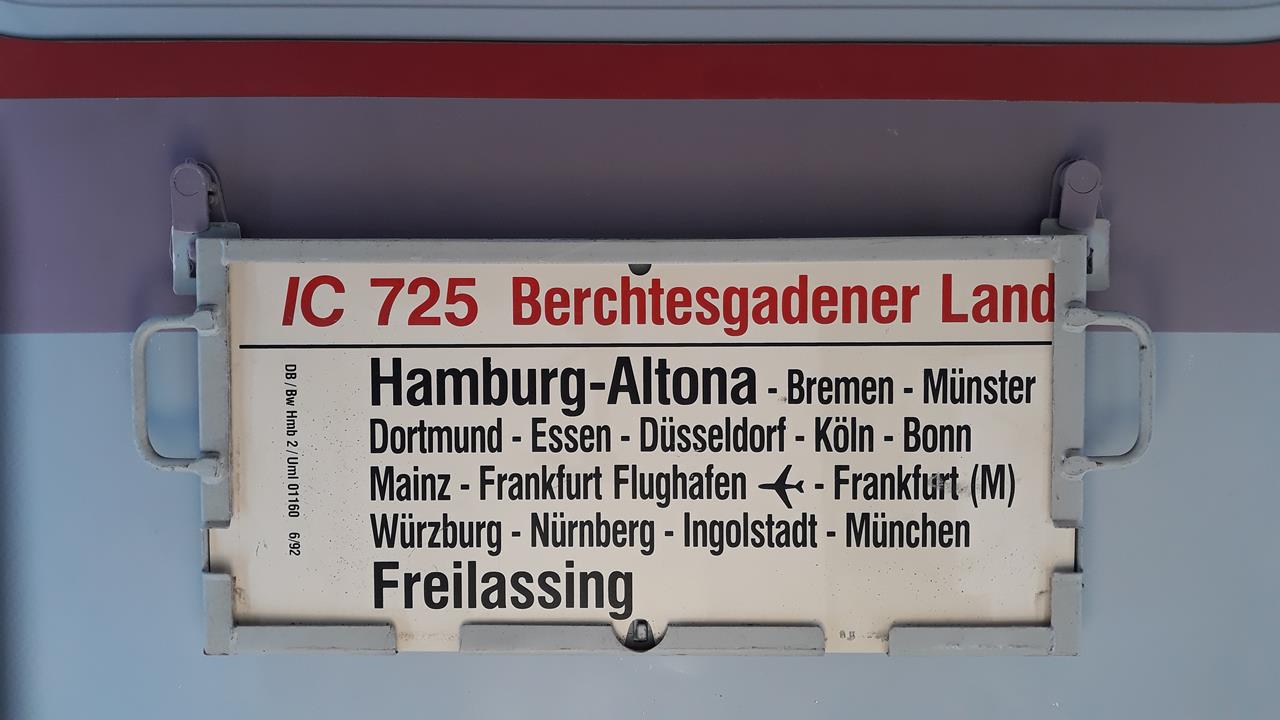 IC 725 Berchtesgadener Land
Hamburg-Altona - Bremen - Münster
Dortmund - Essen - Düsseldorf - Köln - Bonn
Mainz - Frankfurt Flughafen - Frankfurt (M)
Würzburg - Nürnberg - Ingolstadt - München
Freilassing
DB / Bw Hmb 2 / Uml 01160 6/92